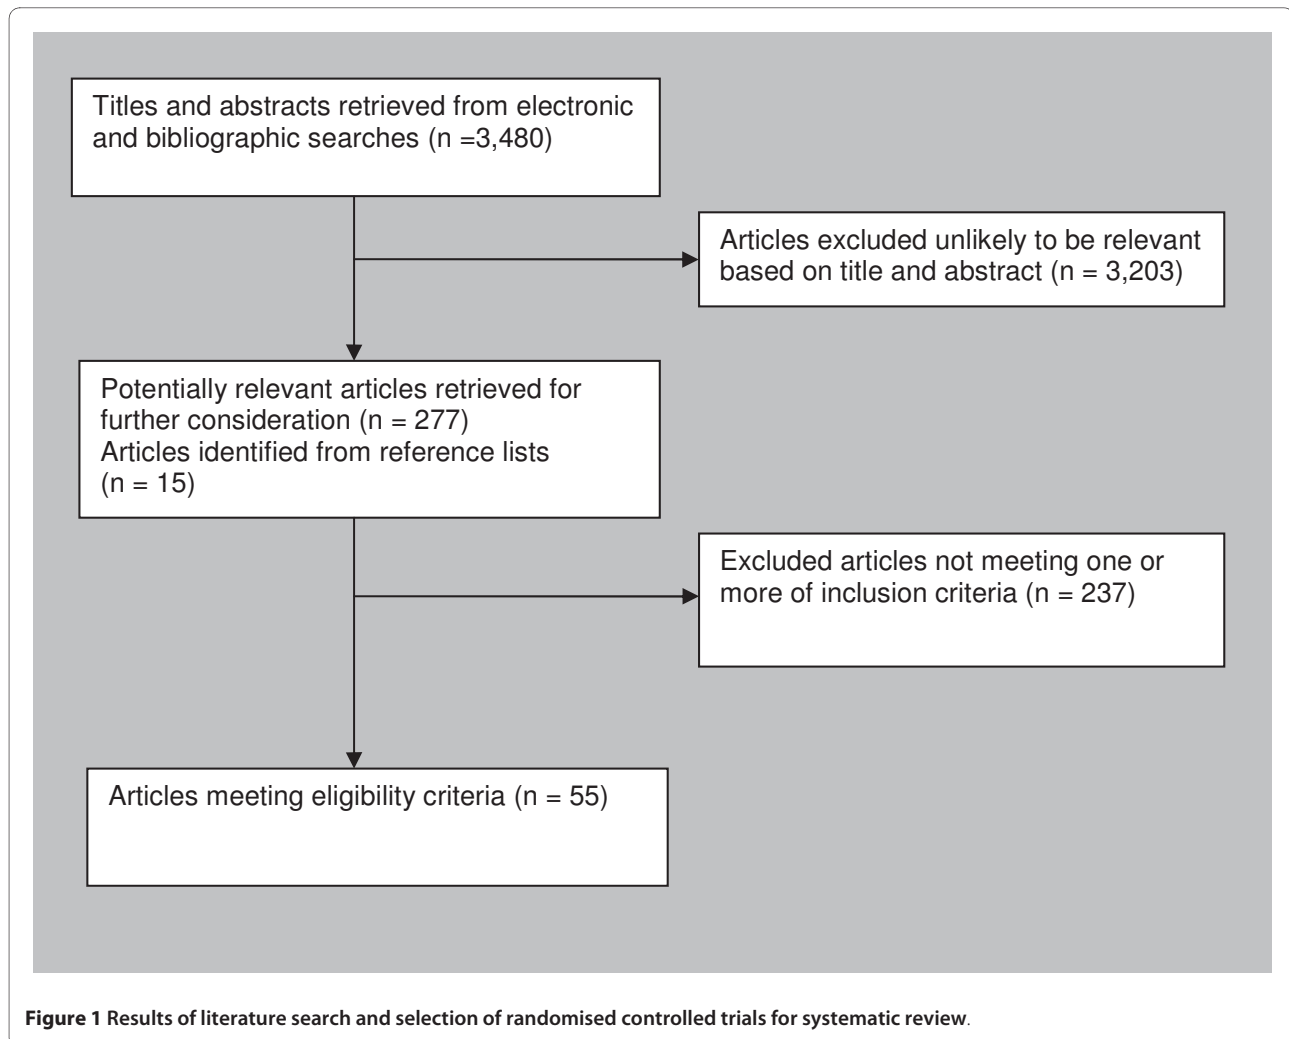 Titles and abstracts retrieved from electronic
and bibliographic searches (n =3,480)
Articles excluded unlikely to be relevant
based on title and abstract (n = 3,203)
Potentially relevant articles retrieved for
further consideration (n = 277)
Articles identified from reference lists
(n = 15)
Excluded articles not meeting one or
more of inclusion criteria (n = 237)
Articles meeting eligibility criteria (n = 55)
Figure 1 Results of literature search and selection of randomised controlled trials for systematic review.